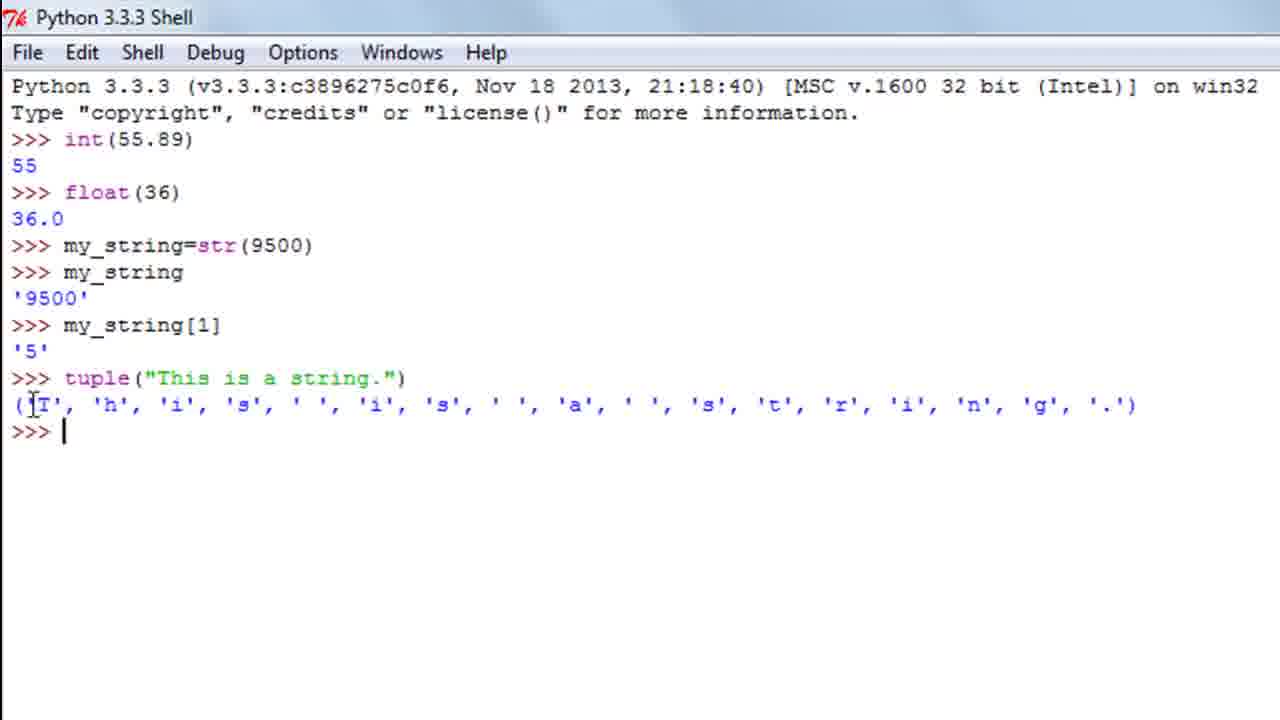 Python 3.3.3 Shell
File Edit Shell Debug Options Windows Help
Python 3.3.3 (v3.3.3:c3896275c0f6, Nov 18 2013, 21:18:40) [MSC v.1600 32 bit (Intel)] on win32
Type "copyright", "credits" or "license()" for more information.
>>> int(55.89)
55
>>> float(36)
36.0
>>> my_string=str(9500)
>>> my_string
'9500'
>>> my_string[1]
'5'
>>> tuple("This is a string.")
('T', 'h', 'i', 's', ' ', 'i', 's', ' ', 'a', ' ', 's', 't', 'r', 'i', 'n', 'g', '.')
>>>